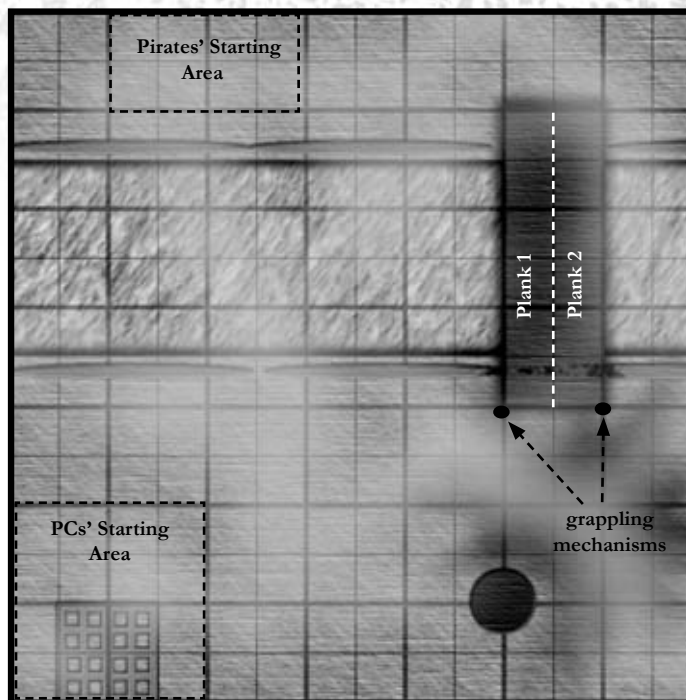 Pirates' Starting
Area
Plank 1
Plank 2
grappling
mechanisms
PCs' Starting
Area